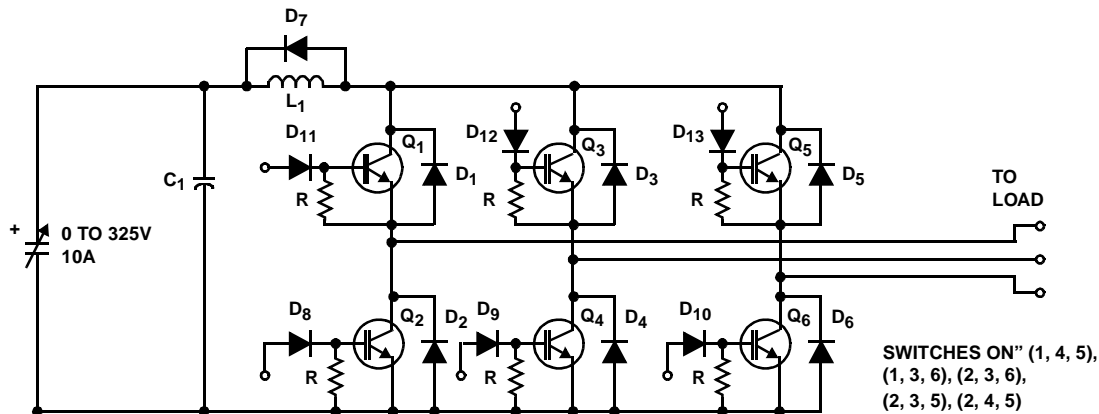 D7
L1
D11
Q1
D12
Q3
D13
Q5
D1
D3
D5
C1
R
R
R
TO
LOAD
+
0 TO 325V
10A
D8
Q2
D2
D9
Q4
D4
D10
Q6
D6
R
R
R
SWITCHES ON” (1, 4, 5),
(1, 3, 6), (2, 3, 6),
(2, 3, 5), (2, 4, 5)